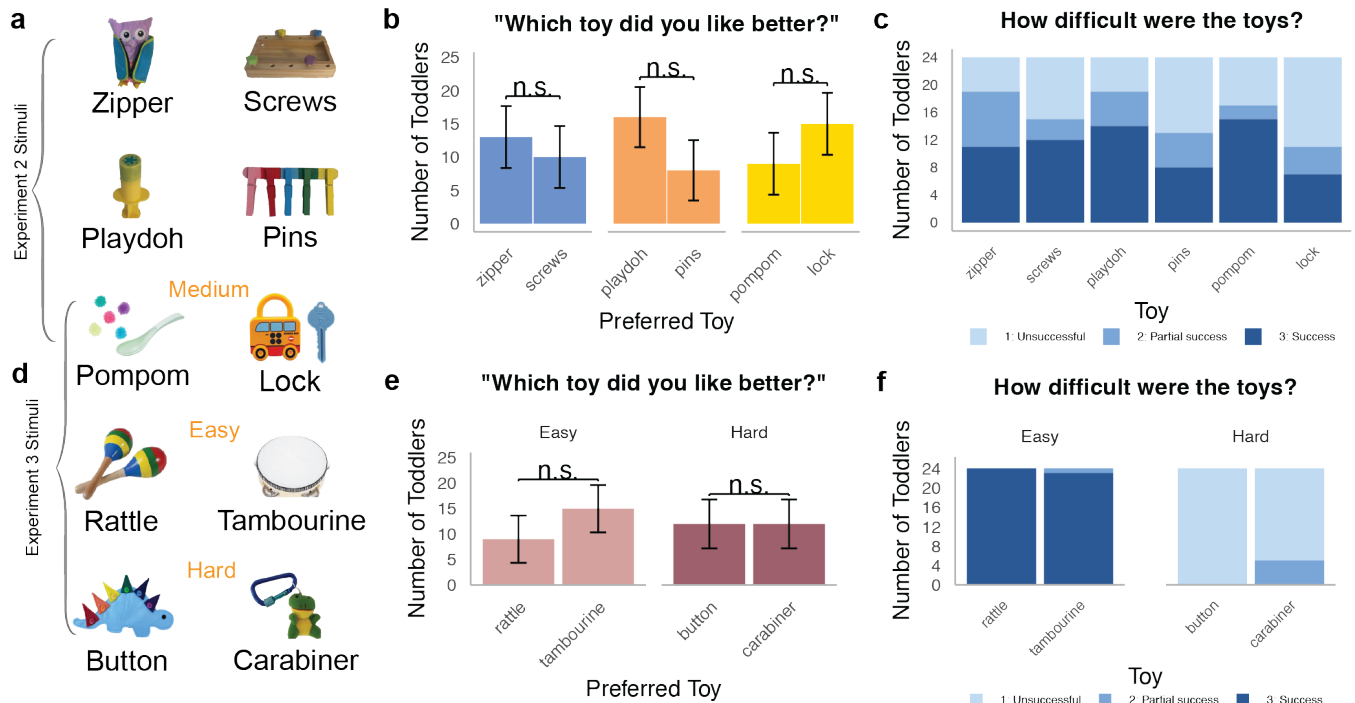 a
Experiment 2 Stimuli
Zipper
Screws
Playdoh
Pins
Medium
Pompom
Lock
b
"Which toy did you like better?"
Number of Toddlers
25
20
15
10
5
0
n.s.
n.s.
n.s.
zipper
screws
playdoh
pins
pompom
lock
Preferred Toy
c
How difficult were the toys?
Number of Toddlers
24
20
16
12
8
4
0
zipper
screws
playdoh
pins
pompom
lock
Toy
1: Unsuccessful
2: Partial success
3: Success
d
Experiment 3 Stimuli
Easy
Rattle
Tambourine
Hard
Button
Carabiner
e
"Which toy did you like better?"
Easy
Hard
Number of Toddlers
25
20
15
10
5
0
n.s.
n.s.
rattle
tambourine
button
carabiner
Preferred Toy
f
How difficult were the toys?
Easy
Hard
Number of Toddlers
24
20
16
12
8
4
0
rattle
tambourine
button
carabiner
Toy
1: Unsuccessful
2: Partial success
3: Success